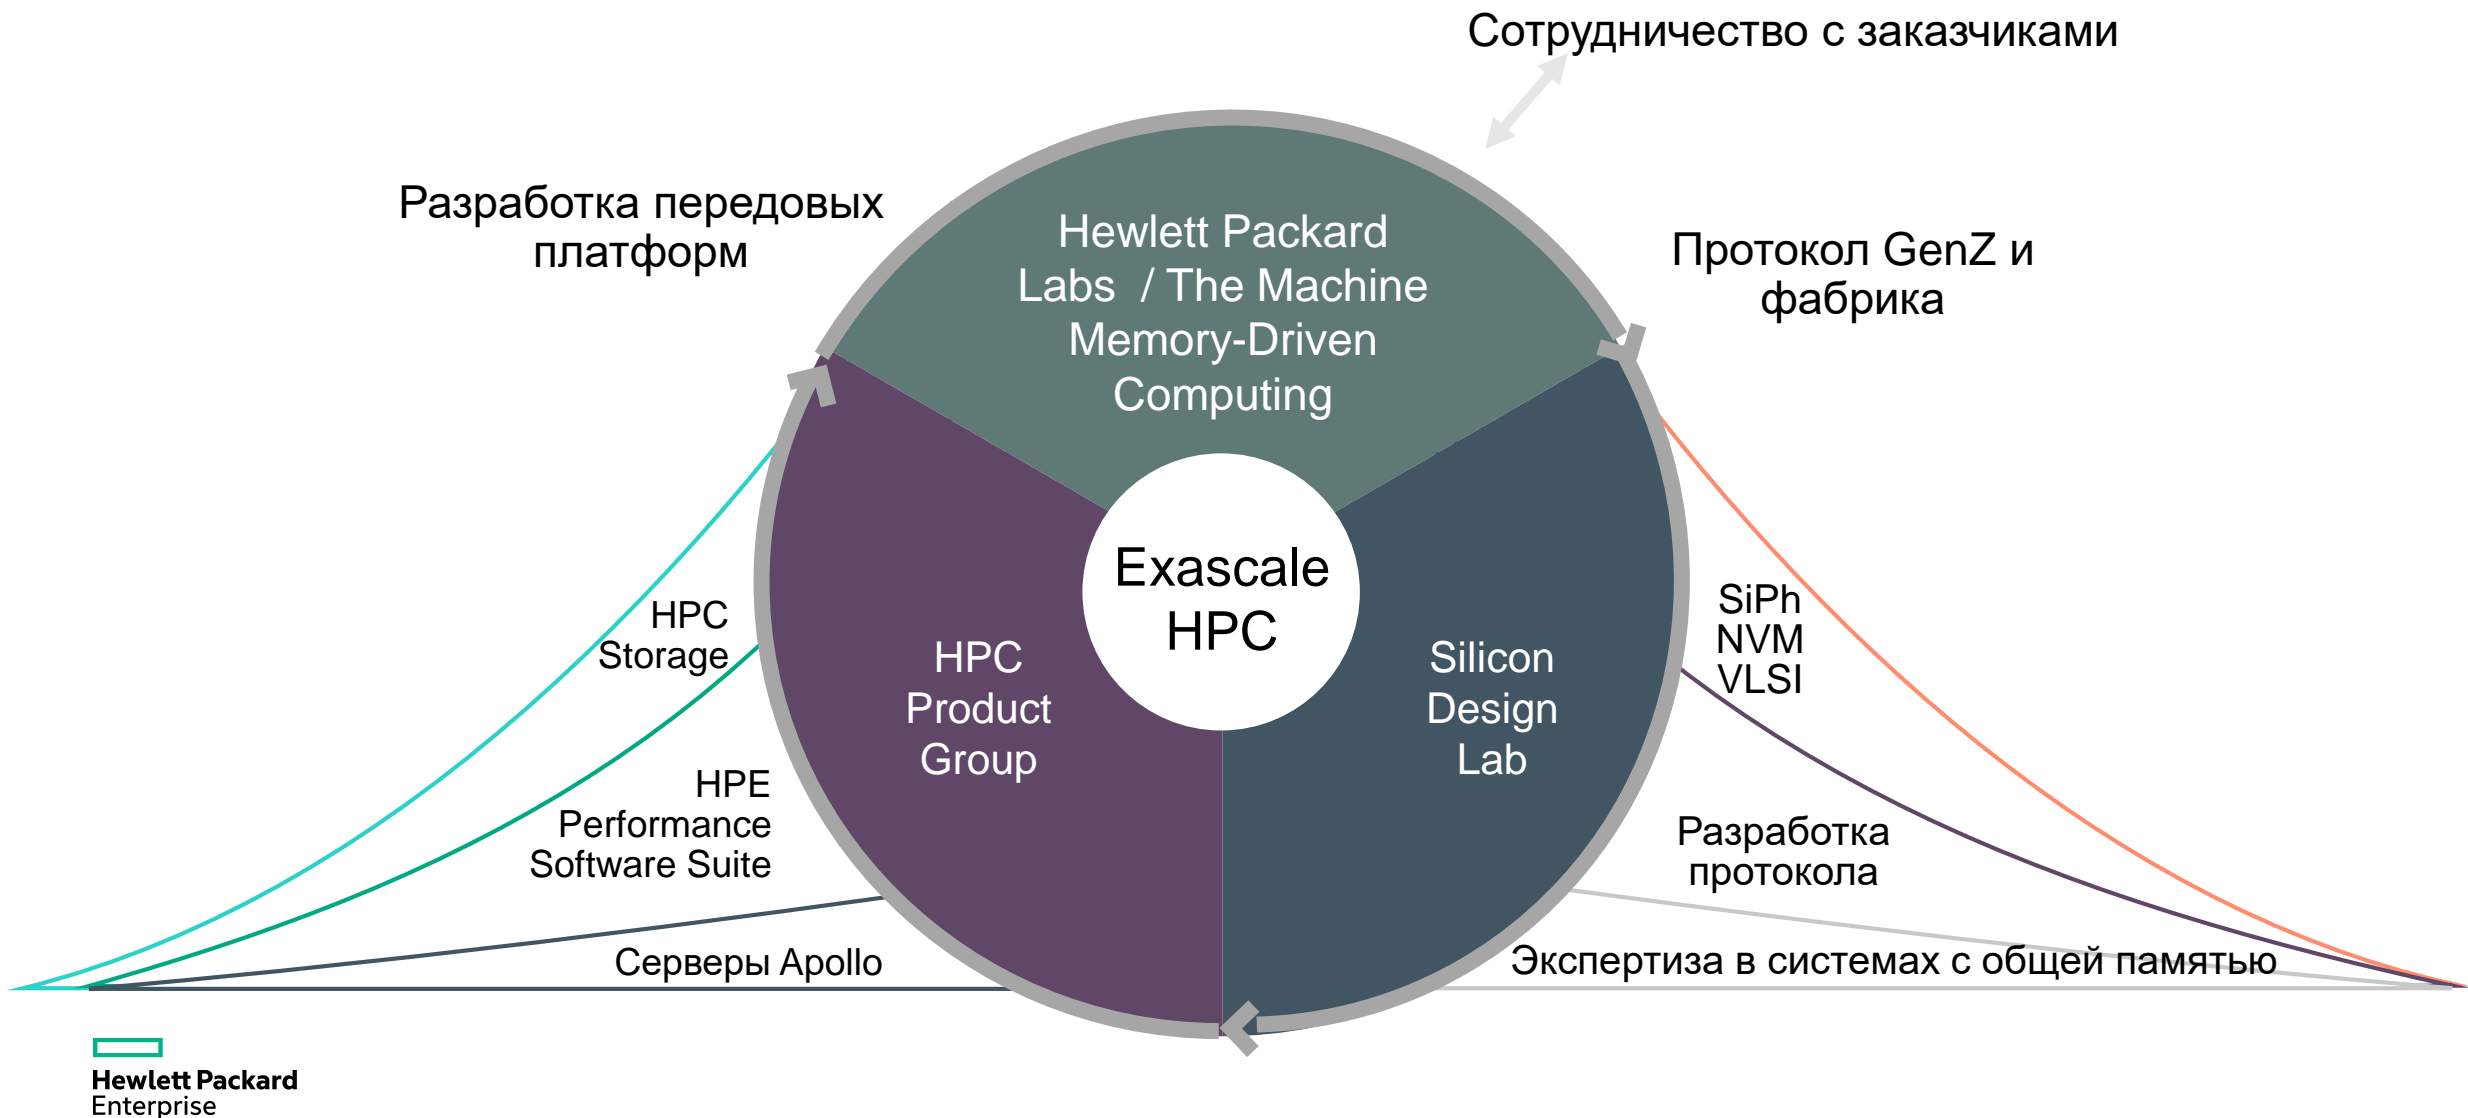 Сотрудничество с заказчиками
Разработка передовых
платформ
Hewlett Packard
Labs / The Machine
Memory-Driven
Computing
Протокол GenZ и
фабрика
Exascale
HPC
HPC
Storage
HPC
Product
Group
Silicon
Design
Lab
SiPh
NVM
VLSI
HPE
Performance
Software Suite
Разработка
протокола
Серверы Apollo
Экспертиза в системах с общей памятью
Hewlett Packard
Enterprise